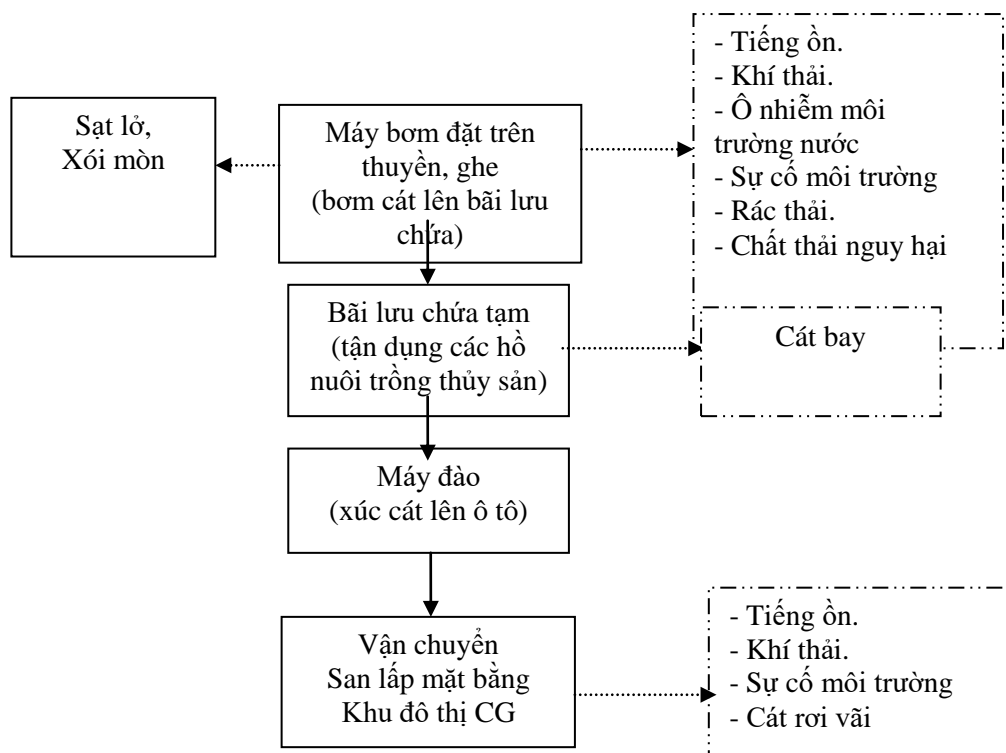 Sạt lở,
Xói mòn
Máy bơm đặt trên
thuyền, ghe
(bơm cát lên bãi lưu
chứa)
- Tiếng ồn.
- Khí thải.
- Ô nhiễm môi
trường nước
- Sự cố môi trường
- Rác thải.
- Chất thải nguy hại
Bãi lưu chứa tạm
(tận dụng các hồ
nuôi trồng thủy sản)
Cát bay
Máy đào
(xúc cát lên ô tô)
Vận chuyển
San lấp mặt bằng
Khu đô thị CG
- Tiếng ồn.
- Khí thải.
- Sự cố môi trường
- Cát rơi vãi